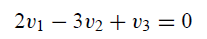 2v₁ − 3v₂ + v₃ = 0